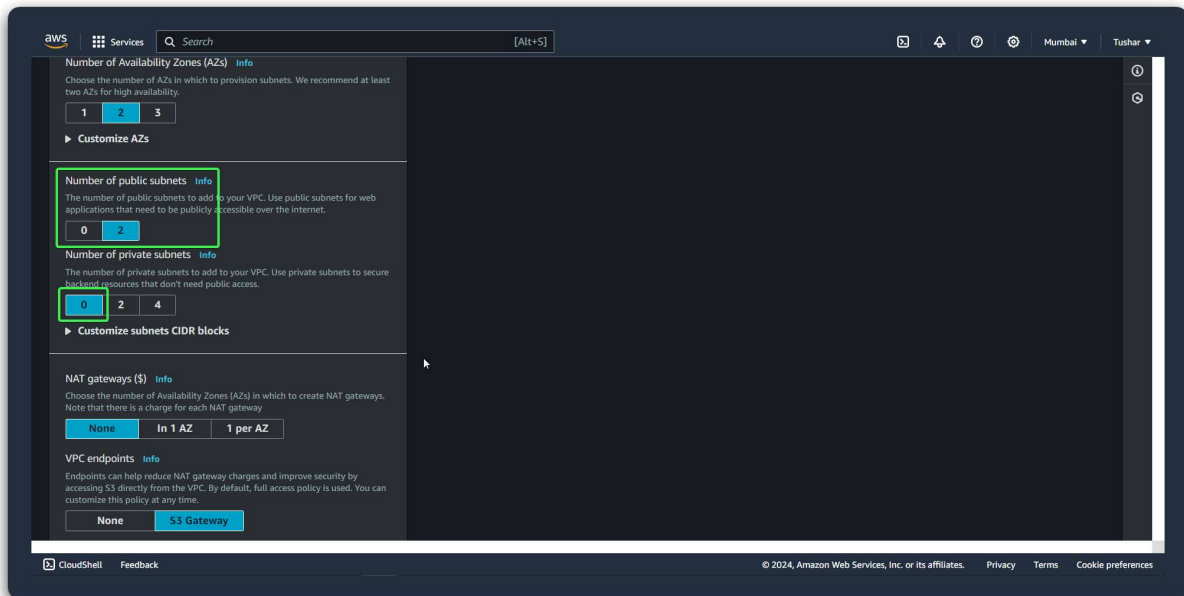 aws
Services
Search
[Alt+S]
Mumbai
Tushar
Number of Availability Zones (AZs) Info
Choose the number of AZs in which to provision subnets. We recommend at least
two AZs for high availability.
1 2 3
Customize AZs
Number of public subnets Info
The number of public subnets to add to your VPC. Use public subnets for web
applications that need to be publicly accessible over the internet.
0 2
Number of private subnets Info
The number of private subnets to add to your VPC. Use private subnets to secure
backend resources that don't need public access.
0 2 4
Customize subnets CIDR blocks
NAT gateways ($) Info
Choose the number of Availability Zones (AZs) in which to create NAT gateways.
Note that there is a charge for each NAT gateway
None In 1 AZ 1 per AZ
VPC endpoints Info
Endpoints can help reduce NAT gateway charges and improve security by
accessing S3 directly from the VPC. By default, full access policy is used. You can
customize this policy at any time.
None S3 Gateway
CloudShell Feedback © 2024, Amazon Web Services, Inc. or its affiliates. Privacy Terms Cookie preferences